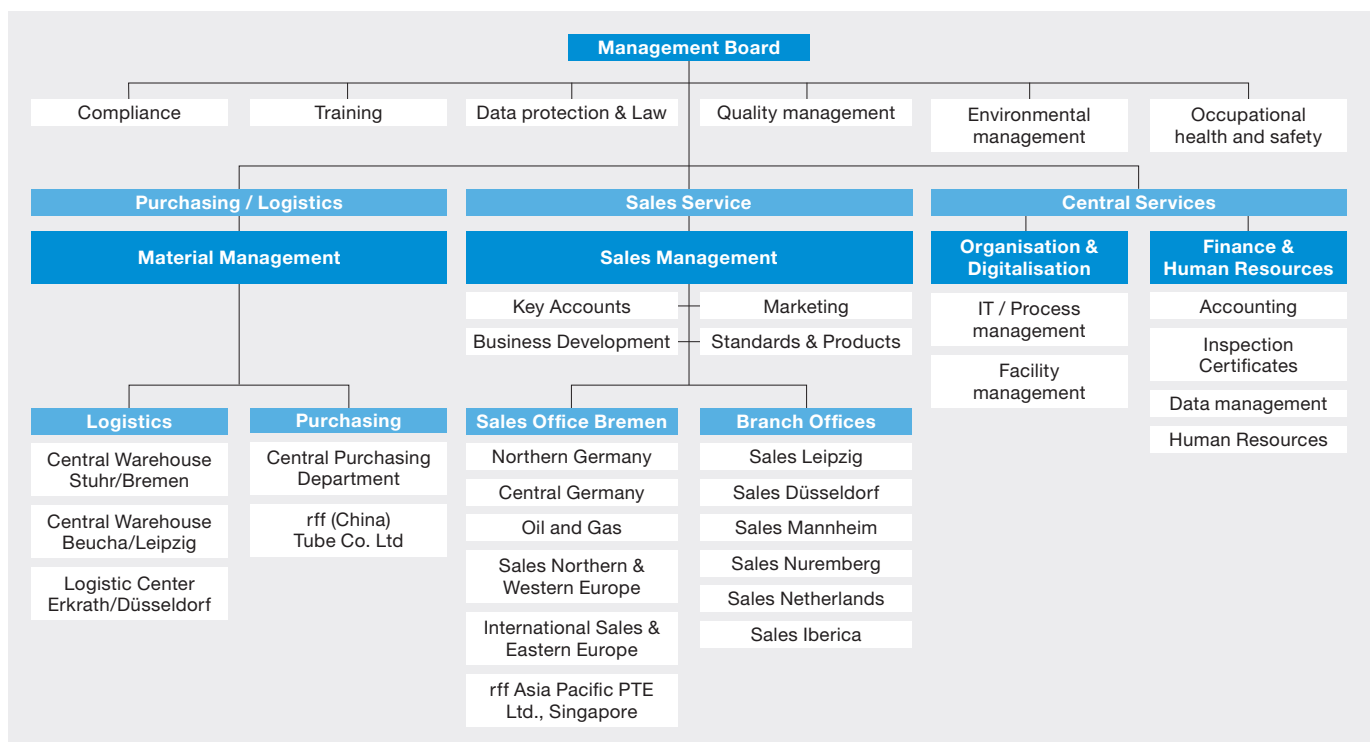 Management Board
Compliance
Training
Data protection & Law
Quality management
Environmental
management
Occupational
health and safety
Purchasing / Logistics
Sales Service
Central Services
Material Management
Sales Management
Organisation &
Digitalisation
Finance &
Human Resources
Key Accounts
Marketing
Business Development
Standards & Products
IT / Process
management
Facility
management
Accounting
Inspection
Certificates
Data management
Human Resources
Logistics
Central Warehouse
Stuhr/Bremen
Central Warehouse
Beucha/Leipzig
Logistic Center
Erkrath/Düsseldorf
Purchasing
Central Purchasing
Department
rff (China)
Tube Co. Ltd
Sales Office Bremen
Northern Germany
Central Germany
Oil and Gas
Sales Northern &
Western Europe
International Sales &
Eastern Europe
rff Asia Pacific PTE
Ltd., Singapore
Branch Offices
Sales Leipzig
Sales Düsseldorf
Sales Mannheim
Sales Nuremberg
Sales Netherlands
Sales Iberica